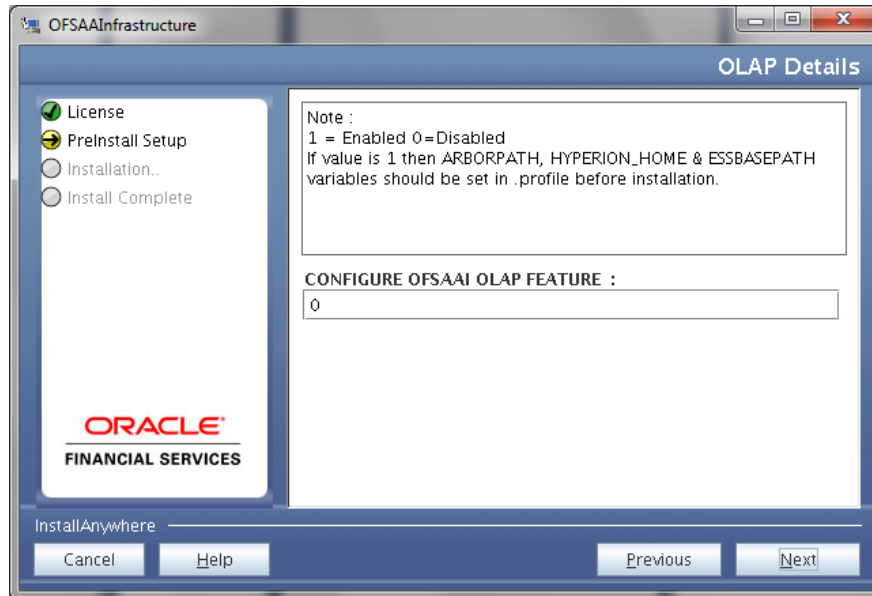 OFSAAInfrastructure
OLAP Details
License
PreInstall Setup
Installation..
Install Complete
Note :
1 = Enabled 0=Disabled
If value is 1 then ARBORPATH, HYPERION_HOME & ESSBASEPATH
variables should be set in .profile before installation.
CONFIGURE OFSAAI OLAP FEATURE :
0
ORACLE
FINANCIAL SERVICES
InstallAnywhere
Cancel
Help
Previous
Next